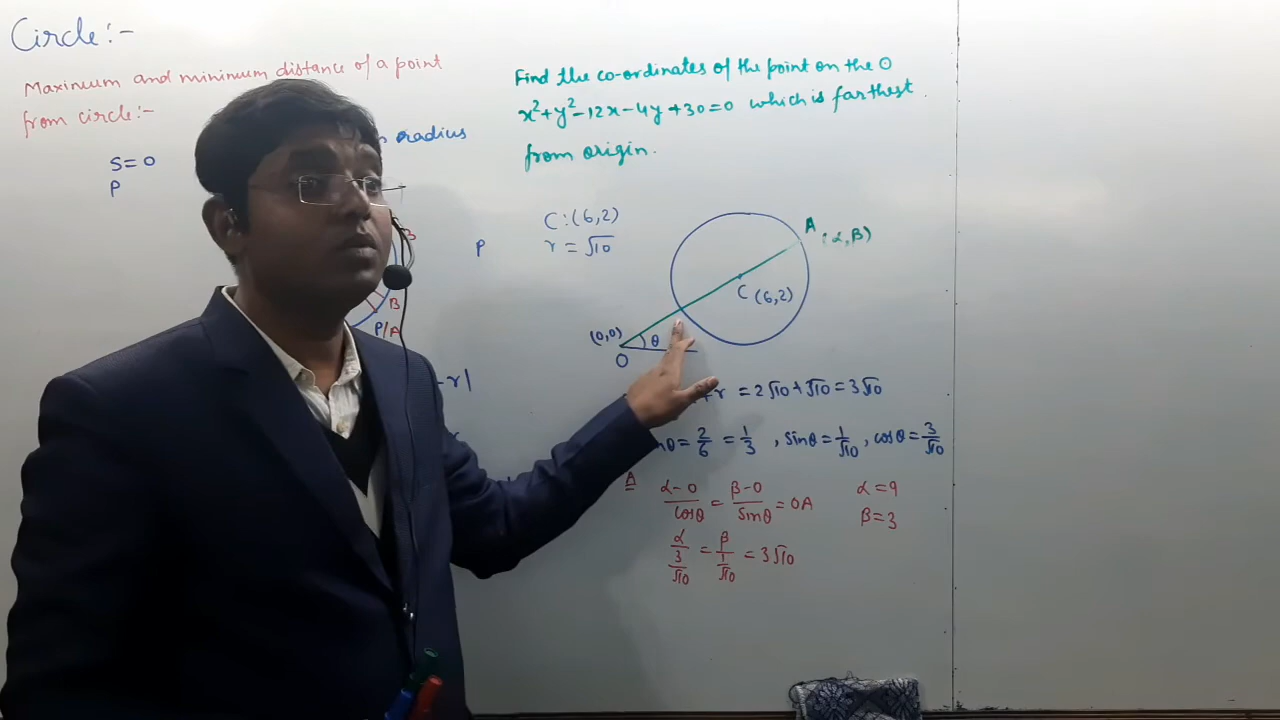 Circle:-
Maximum and minimum distance of a point
from circle:-
radius
S=0
P
B
P
B
P/A
-r|
Find the co-ordinates of the point on the O
x²+y²-12x-4y+30=0 which is farthest
from origin.
C:(6,2)
r=√10
A
(α,β)
C (6,2)
(0,0)
θ
O
+r = 2√10+√10=3√10
nθ= 2/6 = 1/3 , sinθ= 1/√10 , cosθ= 3/√10
A
(α-0)/cosθ = (β-0)/sinθ = OA
α=9
β=3
α/(3/√10) = β/(1/√10) = 3√10